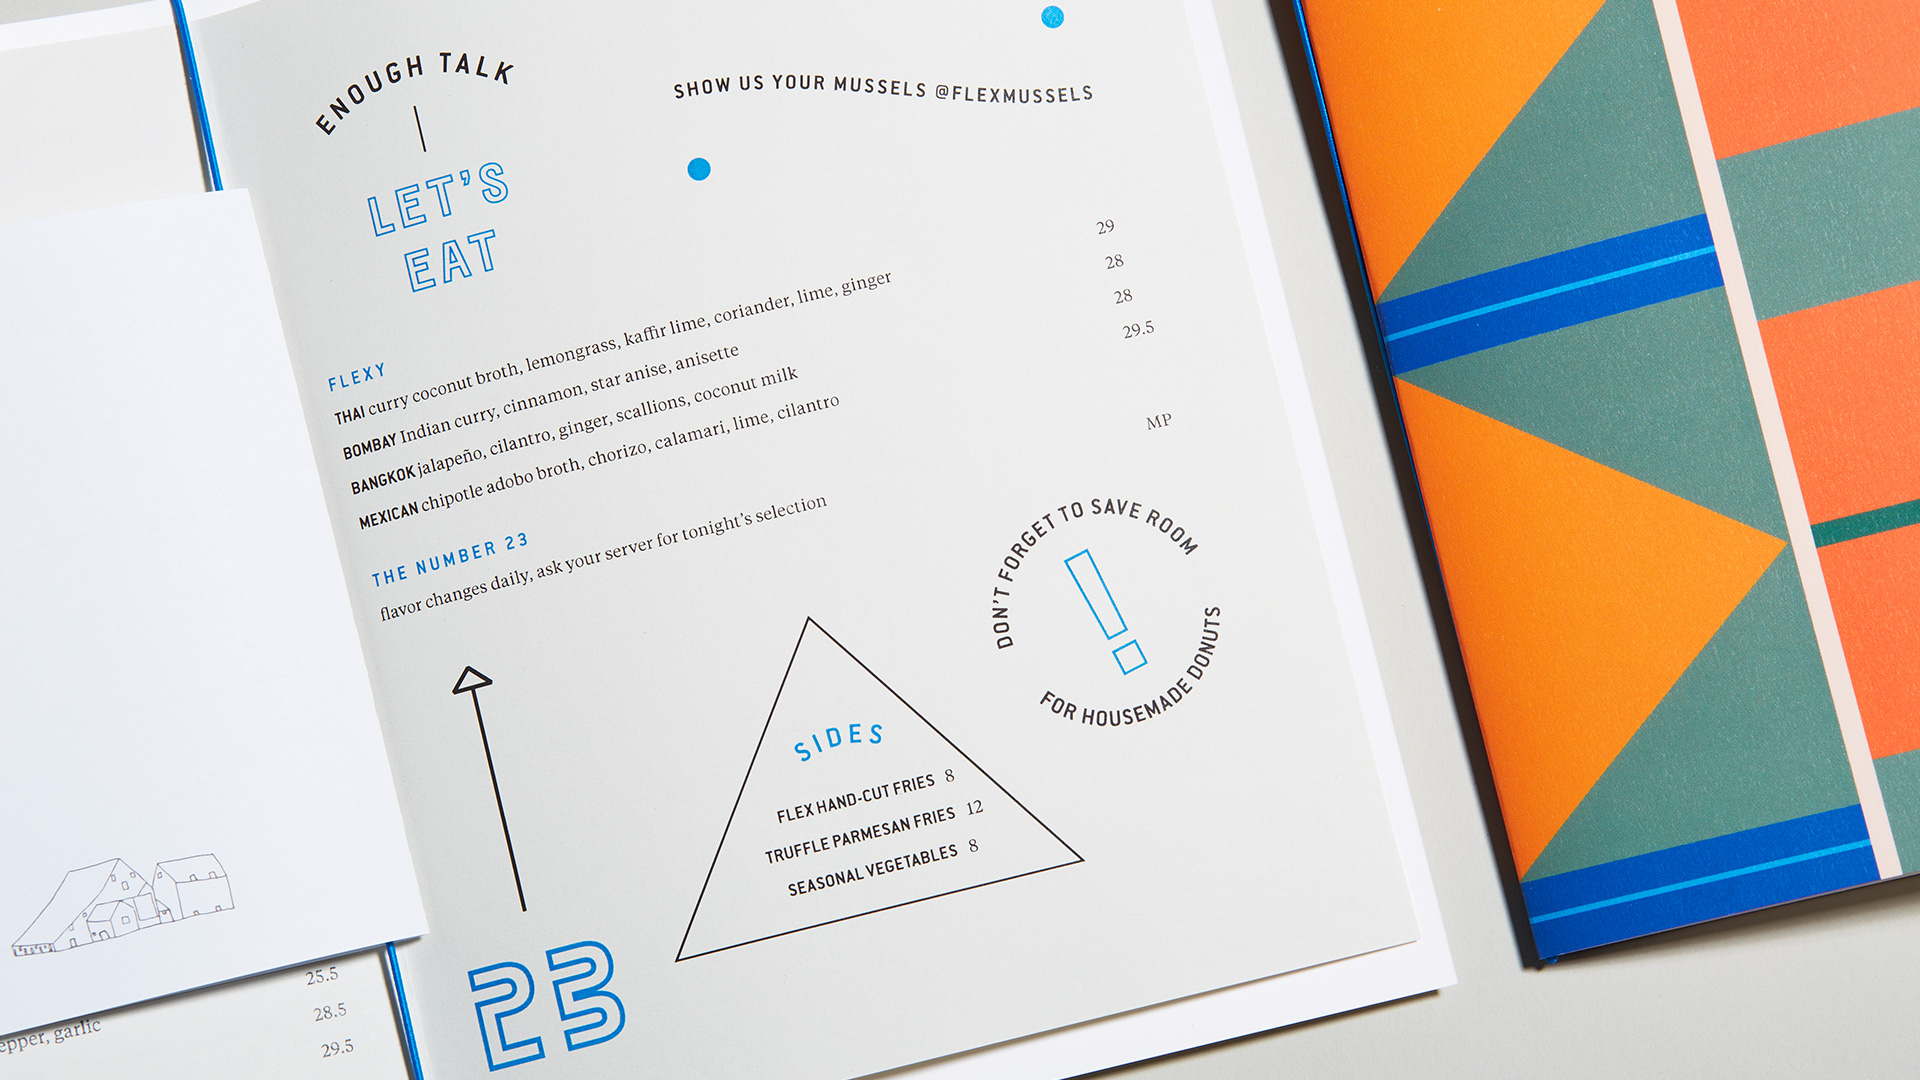 ENOUGH TALK
LET'S
EAT
SHOW US YOUR MUSSELS @FLEXMUSSELS
FLEXY
THAI curry coconut broth, lemongrass, kaffir lime, coriander, lime, ginger 29
BOMBAY Indian curry, cinnamon, star anise, anisette 28
BANGKOK jalapeño, cilantro, ginger, scallions, coconut milk 28
MEXICAN chipotle adobo broth, chorizo, calamari, lime, cilantro 29.5
THE NUMBER 23
flavor changes daily, ask your server for tonight's selection MP
DON'T FORGET TO SAVE ROOM
!
FOR HOUSEMADE DONUTS
SIDES
FLEX HAND-CUT FRIES 8
TRUFFLE PARMESAN FRIES 12
SEASONAL VEGETABLES 8
23
25.5
28.5
garlic 29.5